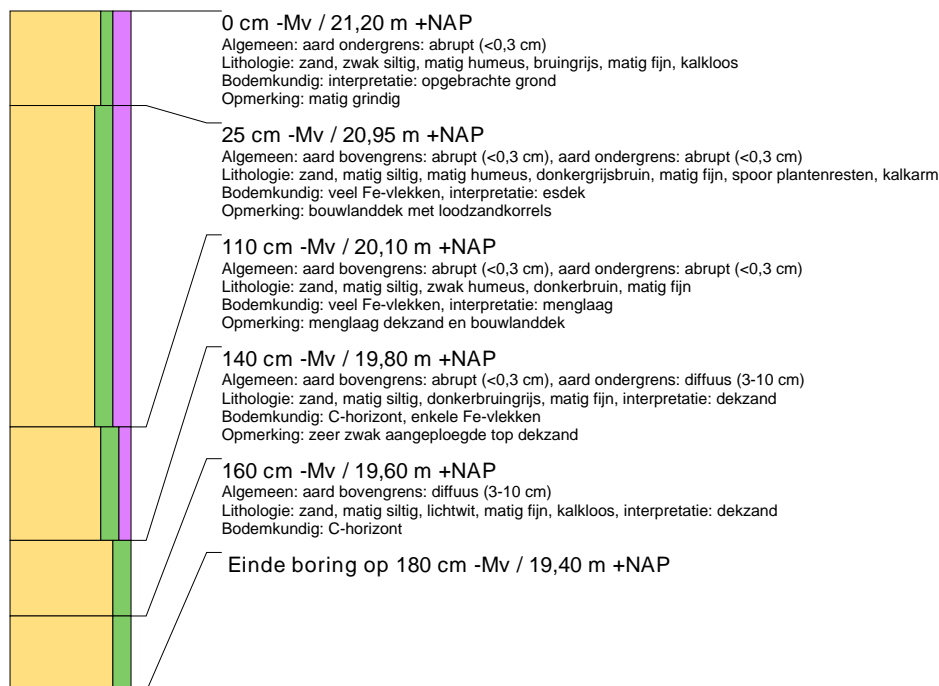 0 cm -Mv / 21,20 m +NAP
Algemeen: aard ondergrens: abrupt (<0,3 cm)
Lithologie: zand, zwak siltig, matig humeus, bruingrijs, matig fijn, kalkloos
Bodemkundig: interpretatie: opgebrachte grond
Opmerking: matig grindig
25 cm -Mv / 20,95 m +NAP
Algemeen: aard bovengrens: abrupt (<0,3 cm), aard ondergrens: abrupt (<0,3 cm)
Lithologie: zand, matig siltig, matig humeus, donkergrijsbruin, matig fijn, spoor plantenresten, kalkarm
Bodemkundig: veel Fe-vlekken, interpretatie: esdek
Opmerking: bouwlanddek met loodzandkorrels
110 cm -Mv / 20,10 m +NAP
Algemeen: aard bovengrens: abrupt (<0,3 cm), aard ondergrens: abrupt (<0,3 cm)
Lithologie: zand, matig siltig, zwak humeus, donkerbruin, matig fijn
Bodemkundig: veel Fe-vlekken, interpretatie: menglaag
Opmerking: menglaag dekzand en bouwlanddek
140 cm -Mv / 19,80 m +NAP
Algemeen: aard bovengrens: abrupt (<0,3 cm), aard ondergrens: diffuus (3-10 cm)
Lithologie: zand, matig siltig, donkerbruingrijs, matig fijn, interpretatie: dekzand
Bodemkundig: C-horizont, enkele Fe-vlekken
Opmerking: zeer zwak aangeploegde top dekzand
160 cm -Mv / 19,60 m +NAP
Algemeen: aard bovengrens: diffuus (3-10 cm)
Lithologie: zand, matig siltig, lichtwit, matig fijn, kalkloos, interpretatie: dekzand
Bodemkundig: C-horizont
Einde boring op 180 cm -Mv / 19,40 m +NAP